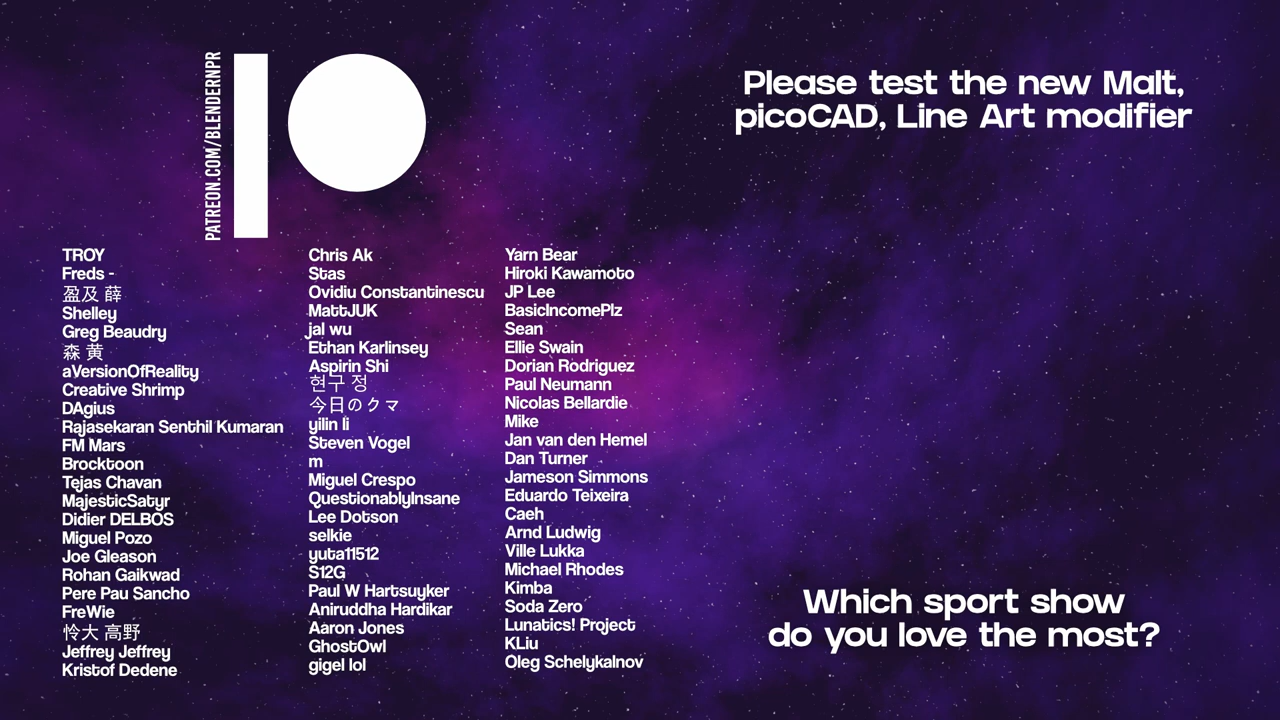 PATREON.COM/BLENDERNPR
Please test the new Malt,
picoCAD, Line Art modifier
TROY
Freds -
盈及 薛
Shelley
Greg Beaudry
森 黄
aVersionOfReality
Creative Shrimp
DAgius
Rajasekaran Senthil Kumaran
FM Mars
Brocktoon
Tejas Chavan
MajesticSatyr
Didier DELBOS
Miguel Pozo
Joe Gleason
Rohan Gaikwad
Pere Pau Sancho
FreWie
怜大 高野
Jeffrey Jeffrey
Kristof Dedene
Chris Ak
Stas
Ovidiu Constantinescu
MattJUK
jal wu
Ethan Karlinsey
Aspirin Shi
현구 정
今日のクマ
yilin li
Steven Vogel
m
Miguel Crespo
QuestionablyInsane
Lee Dotson
selkie
yuta11512
S12G
Paul W Hartsuyker
Aniruddha Hardikar
Aaron Jones
GhostOwl
gigel lol
Yarn Bear
Hiroki Kawamoto
JP Lee
BasicIncomePlz
Sean
Ellie Swain
Dorian Rodriguez
Paul Neumann
Nicolas Bellardie
Mike
Jan van den Hemel
Dan Turner
Jameson Simmons
Eduardo Teixeira
Caeh
Arnd Ludwig
Ville Lukka
Michael Rhodes
Kimba
Soda Zero
Lunatics! Project
KLiu
Oleg Schelykalnov
Which sport show
do you love the most?